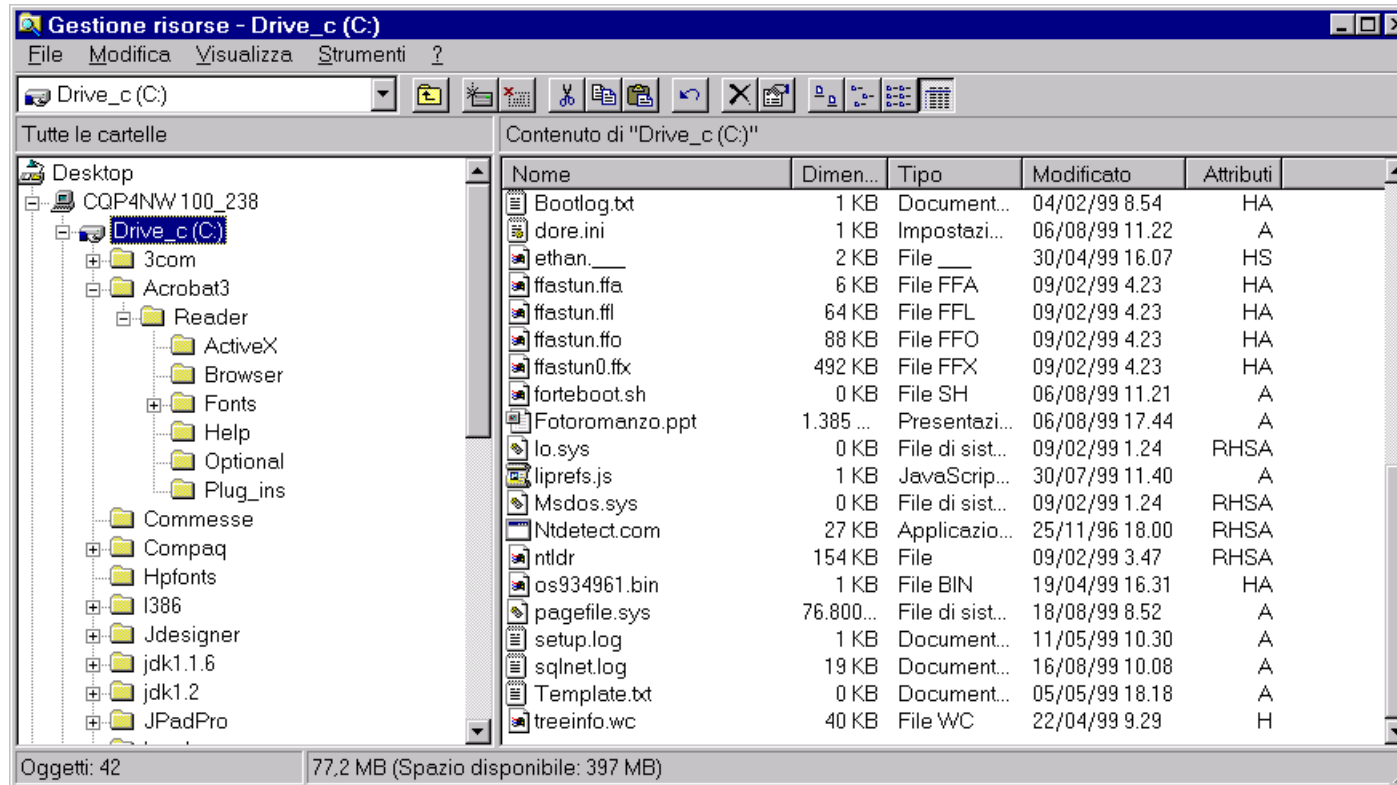 Gestione risorse - Drive_c (C:)
File Modifica Visualizza Strumenti ?
Drive_c (C:)
Tutte le cartelle
Contenuto di "Drive_c (C:)"
Desktop
CQP4NW100_238
Drive_c (C:)
3com
Acrobat3
Reader
ActiveX
Browser
Fonts
Help
Optional
Plug_ins
Commesse
Compaq
Hpfonts
I386
Jdesigner
jdk1.1.6
jdk1.2
JPadPro
Nome Dimen... Tipo Modificato Attributi
Bootlog.txt 1 KB Document... 04/02/99 8.54 HA
dore.ini 1 KB Impostazi... 06/08/99 11.22 A
ethan.___ 2 KB File ___ 30/04/99 16.07 HS
ffastun.ffa 6 KB File FFA 09/02/99 4.23 HA
ffastun.ffl 64 KB File FFL 09/02/99 4.23 HA
ffastun.ffo 88 KB File FFO 09/02/99 4.23 HA
ffastun0.ffx 492 KB File FFX 09/02/99 4.23 HA
forteboot.sh 0 KB File SH 06/08/99 11.21 A
Fotoromanzo.ppt 1.385 ... Presentazi... 06/08/99 17.44 A
Io.sys 0 KB File di sist... 09/02/99 1.24 RHSA
liprefs.js 1 KB JavaScrip... 30/07/99 11.40 A
Msdos.sys 0 KB File di sist... 09/02/99 1.24 RHSA
Ntdetect.com 27 KB Applicazio... 25/11/96 18.00 RHSA
ntldr 154 KB File 09/02/99 3.47 RHSA
os934961.bin 1 KB File BIN 19/04/99 16.31 HA
pagefile.sys 76.800... File di sist... 18/08/99 8.52 A
setup.log 1 KB Document... 11/05/99 10.30 A
sqlnet.log 19 KB Document... 16/08/99 10.08 A
Template.txt 0 KB Document... 05/05/99 18.18 A
treeinfo.wc 40 KB File WC 22/04/99 9.29 H
Oggetti: 42
77,2 MB (Spazio disponibile: 397 MB)